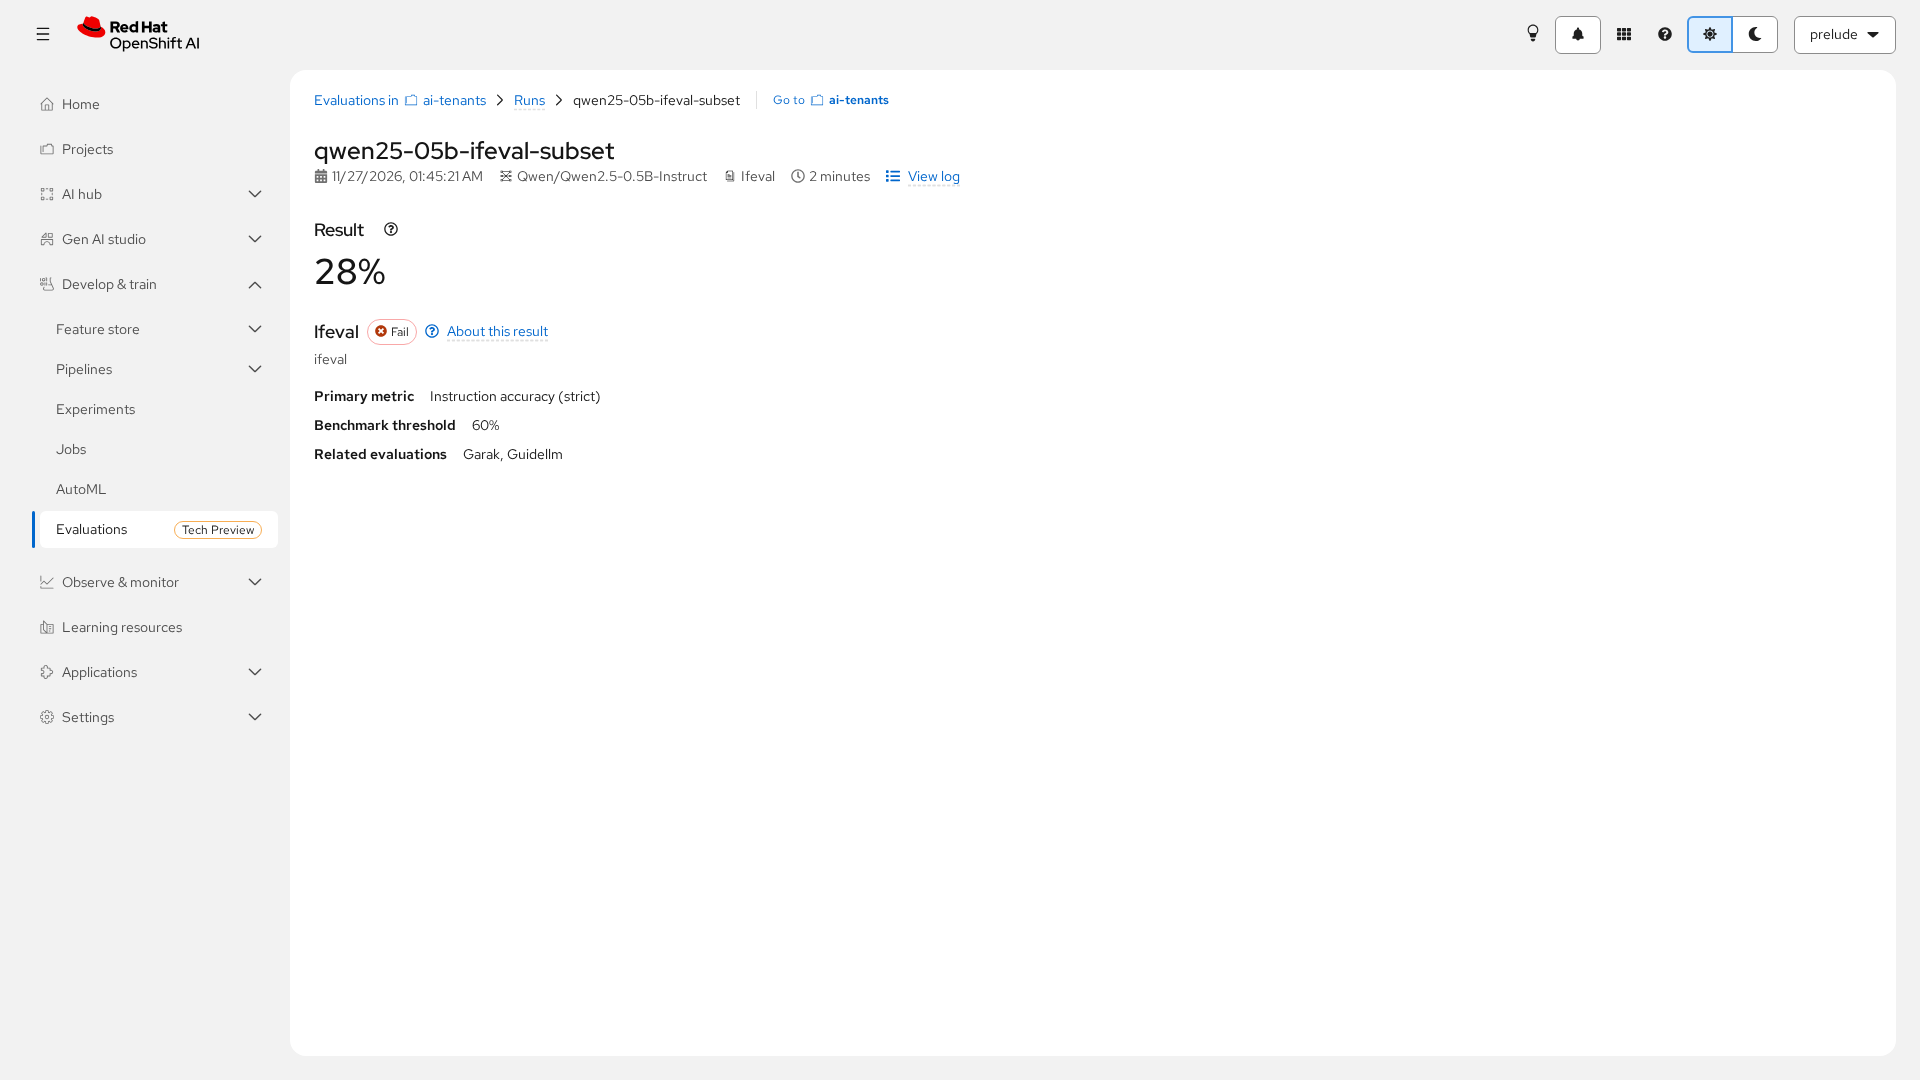 Red Hat
OpenShift AI
prelude
Home
Projects
AI hub
Gen AI studio
Develop & train
Feature store
Pipelines
Experiments
Jobs
AutoML
Evaluations Tech Preview
Observe & monitor
Learning resources
Applications
Settings
Evaluations in ai-tenants > Runs > qwen25-05b-ifeval-subset Go to ai-tenants
qwen25-05b-ifeval-subset
11/27/2026, 01:45:21 AM Qwen/Qwen2.5-0.5B-Instruct Ifeval 2 minutes View log
Result
28%
Ifeval Fail About this result
ifeval
Primary metric Instruction accuracy (strict)
Benchmark threshold 60%
Related evaluations Garak, Guidellm